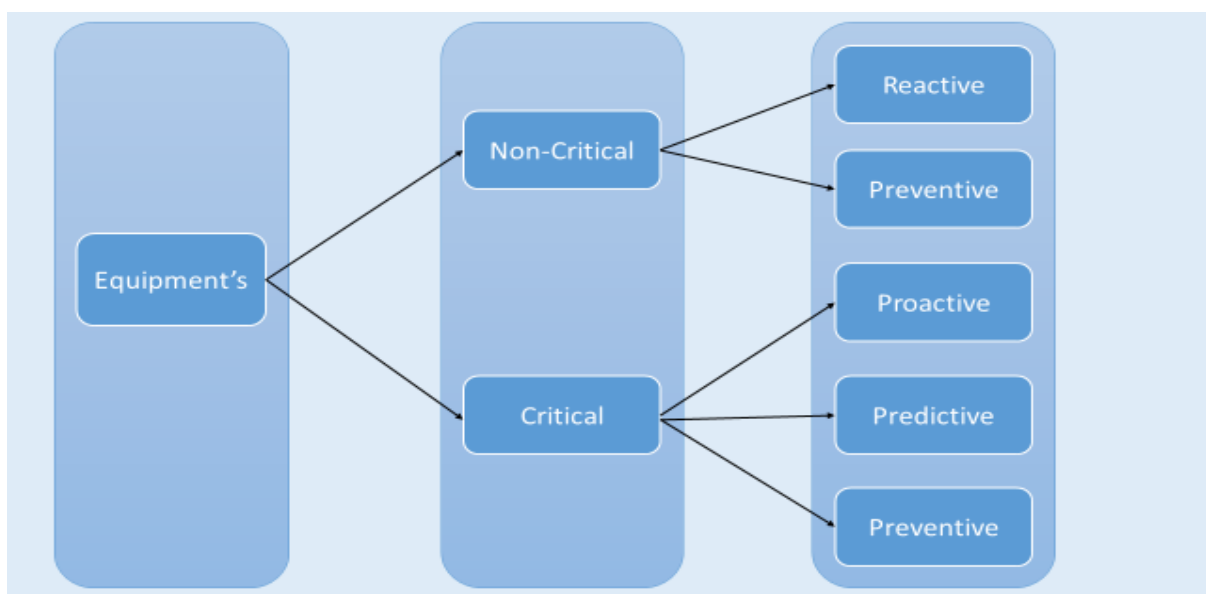 Equipment’s
Non-Critical
Critical
Reactive
Preventive
Proactive
Predictive
Preventive